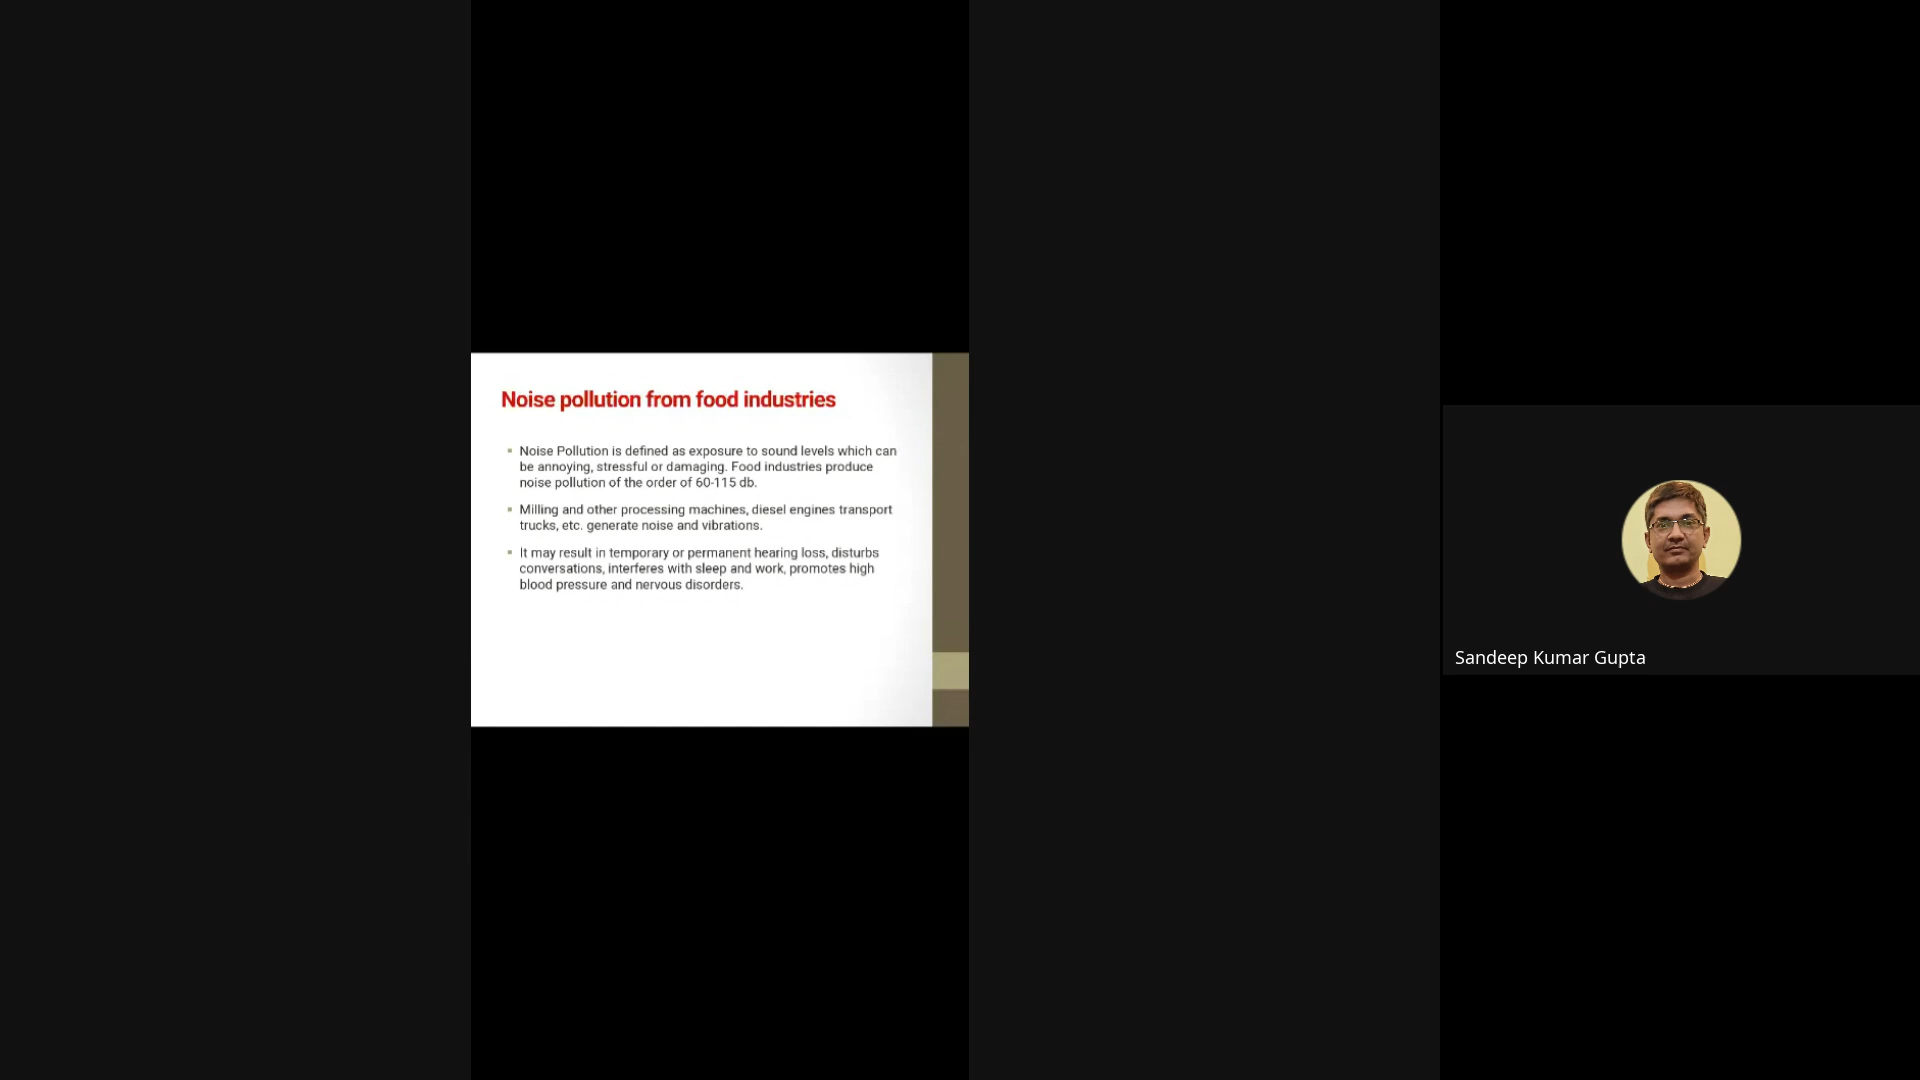 Noise pollution from food industries
Noise Pollution is defined as exposure to sound levels which can
be annoying, stressful or damaging. Food industries produce
noise pollution of the order of 60-115 db.
Milling and other processing machines, diesel engines transport
trucks, etc. generate noise and vibrations.
It may result in temporary or permanent hearing loss, disturbs
conversations, interferes with sleep and work, promotes high
blood pressure and nervous disorders.
Sandeep Kumar Gupta